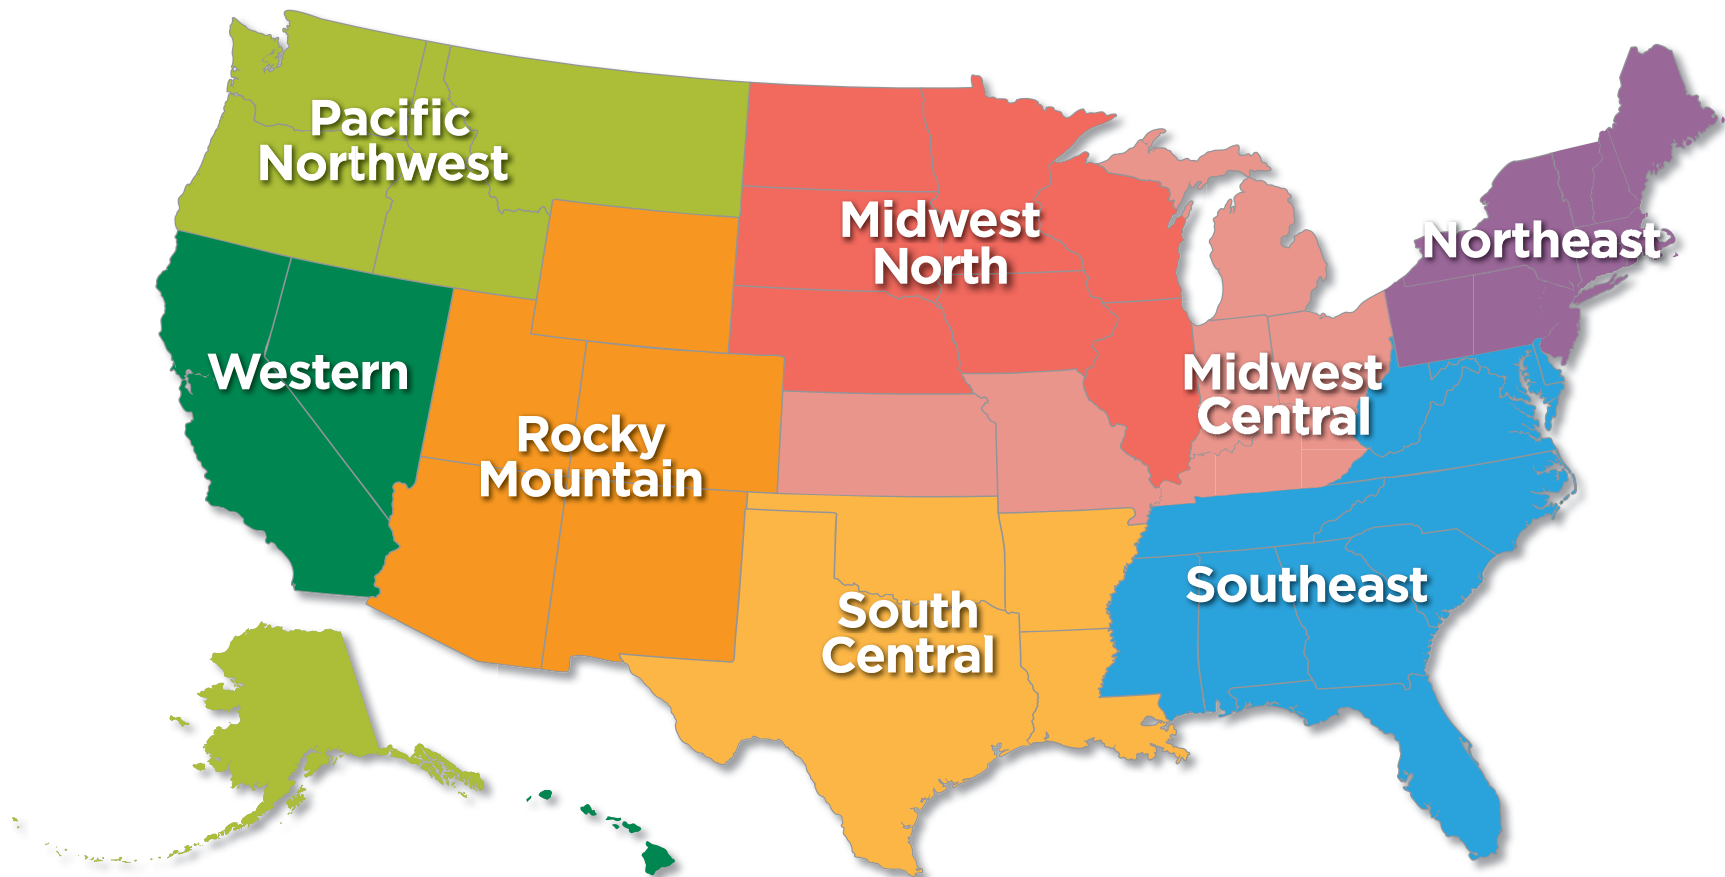 Pacific
Northwest
Midwest
North
Northeast
Western
Midwest
Central
Rocky
Mountain
Southeast
South
Central